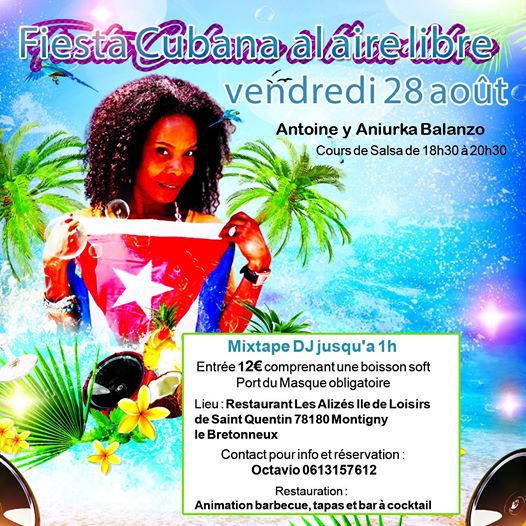 Fiesta Cubana al aire libre
vendredi 28 août
Antoine y Aniurka Balanzo
Cours de Salsa de 18h30 à 20h30
Mixtape DJ jusqu'a 1h
Entrée 12€ comprenant une boisson soft
Port du Masque obligatoire
Lieu : Restaurant Les Alizés Ile de Loisirs
de Saint Quentin 78180 Montigny
le Bretonneux
Contact pour info et réservation :
Octavio 0613157612
Restauration :
Animation barbecue, tapas et bar à cocktail